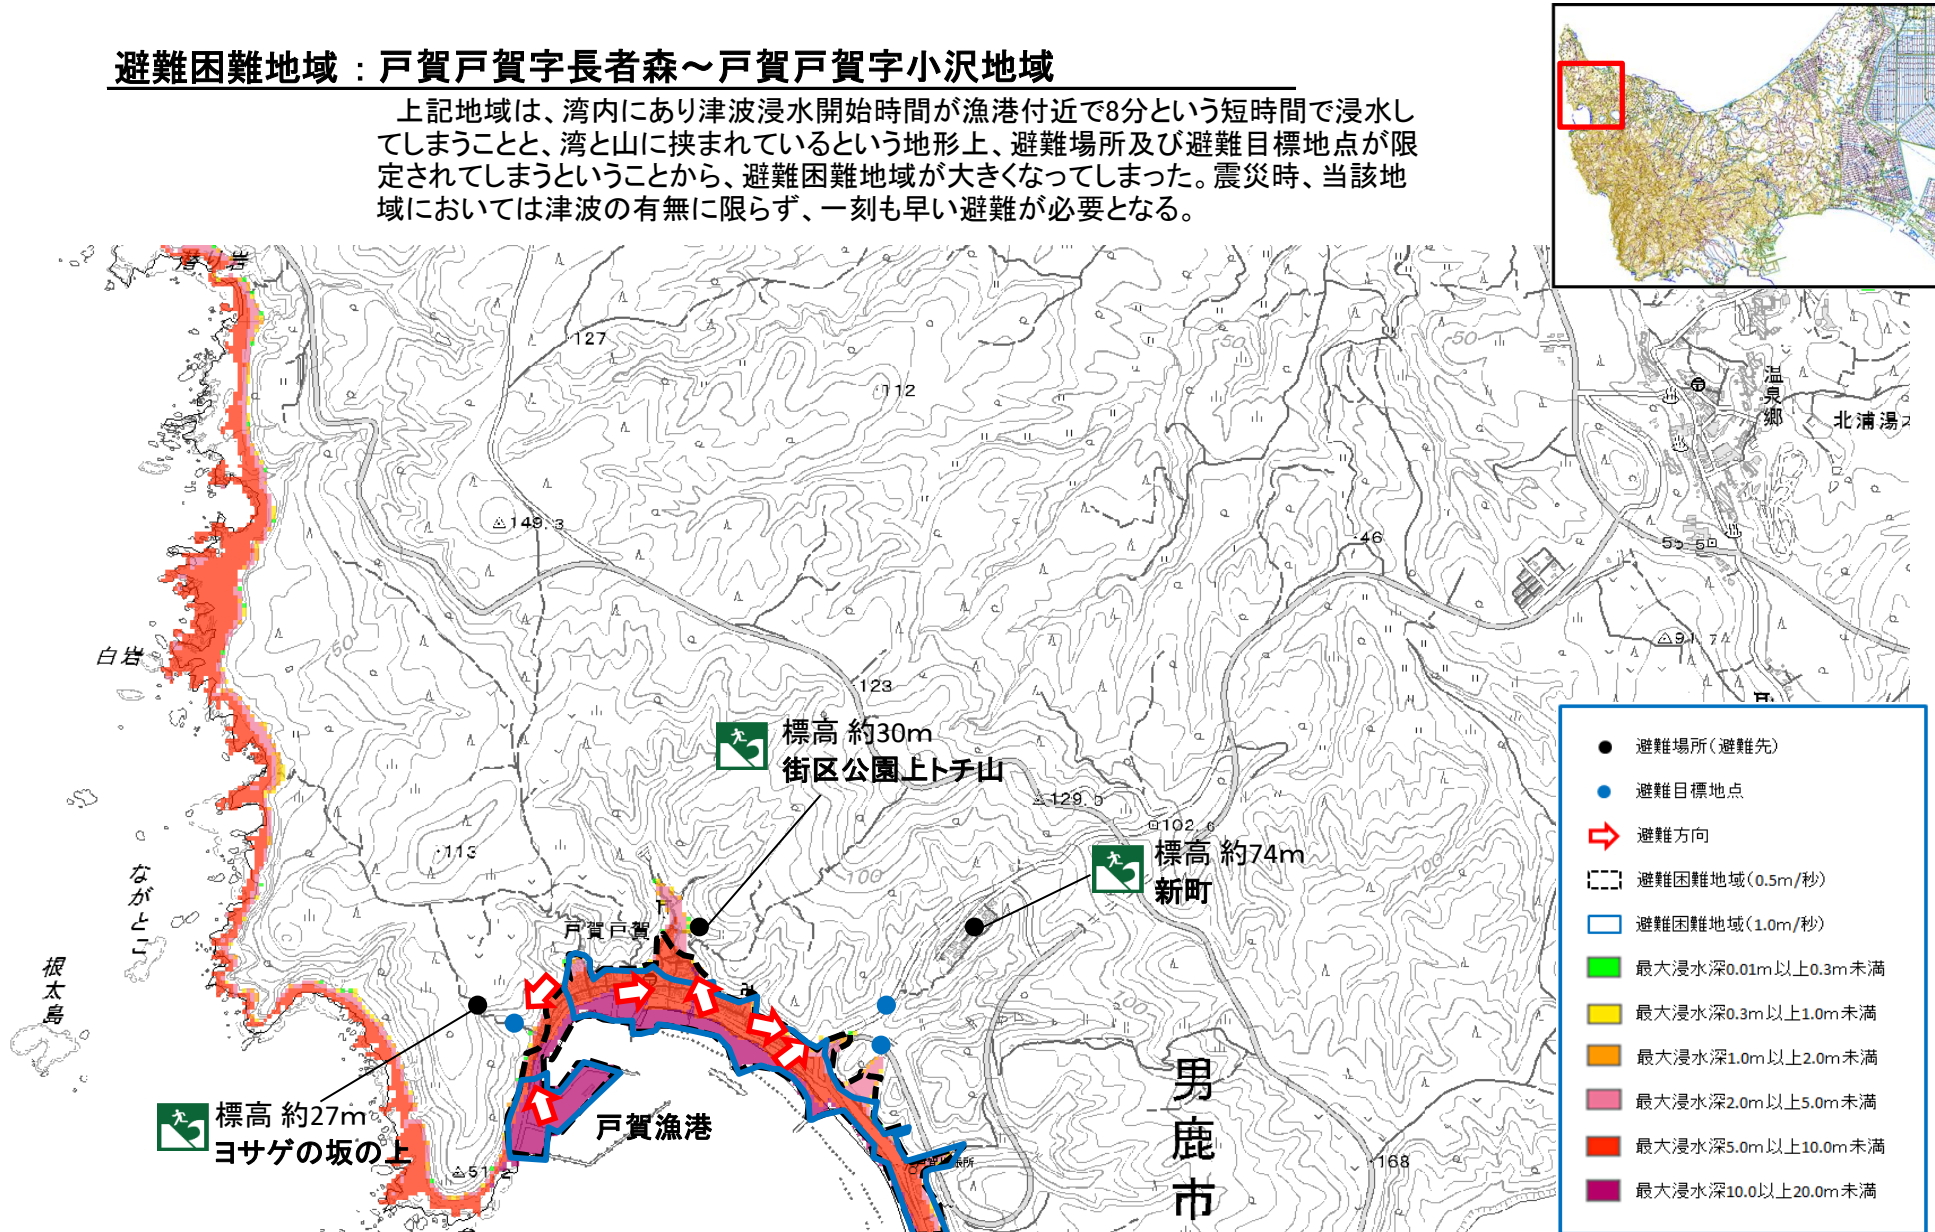 避難困難地域：戸賀戸賀字長者森～戸賀戸賀字小沢地域
上記地域は、湾内にあり津波浸水開始時間が漁港付近で8分という短時間で浸水し
てしまうことと、湾と山に挟まれているという地形上、避難場所及び避難目標地点が限
定されてしまうということから、避難困難地域が大きくなってしまった。震災時、当該地
域においては津波の有無に限らず、一刻も早い避難が必要となる。
127
50
50
112
温泉郷
北浦湯
149.3
46
50
白岩
91.7
123
標高 約30m
街区公園上トチ山
129.0
102.6
113
標高 約74m
新町
100
100
ながとこ
戸賀戸賀
根太島
200
男鹿市
標高 約27m
ヨサゲの坂の上
戸賀漁港
51.2
168
避難場所(避難先)
避難目標地点
避難方向
避難困難地域(0.5m/秒)
避難困難地域(1.0m/秒)
最大浸水深0.01m以上0.3m未満
最大浸水深0.3m以上1.0m未満
最大浸水深1.0m以上2.0m未満
最大浸水深2.0m以上5.0m未満
最大浸水深5.0m以上10.0m未満
最大浸水深10.0以上20.0m未満